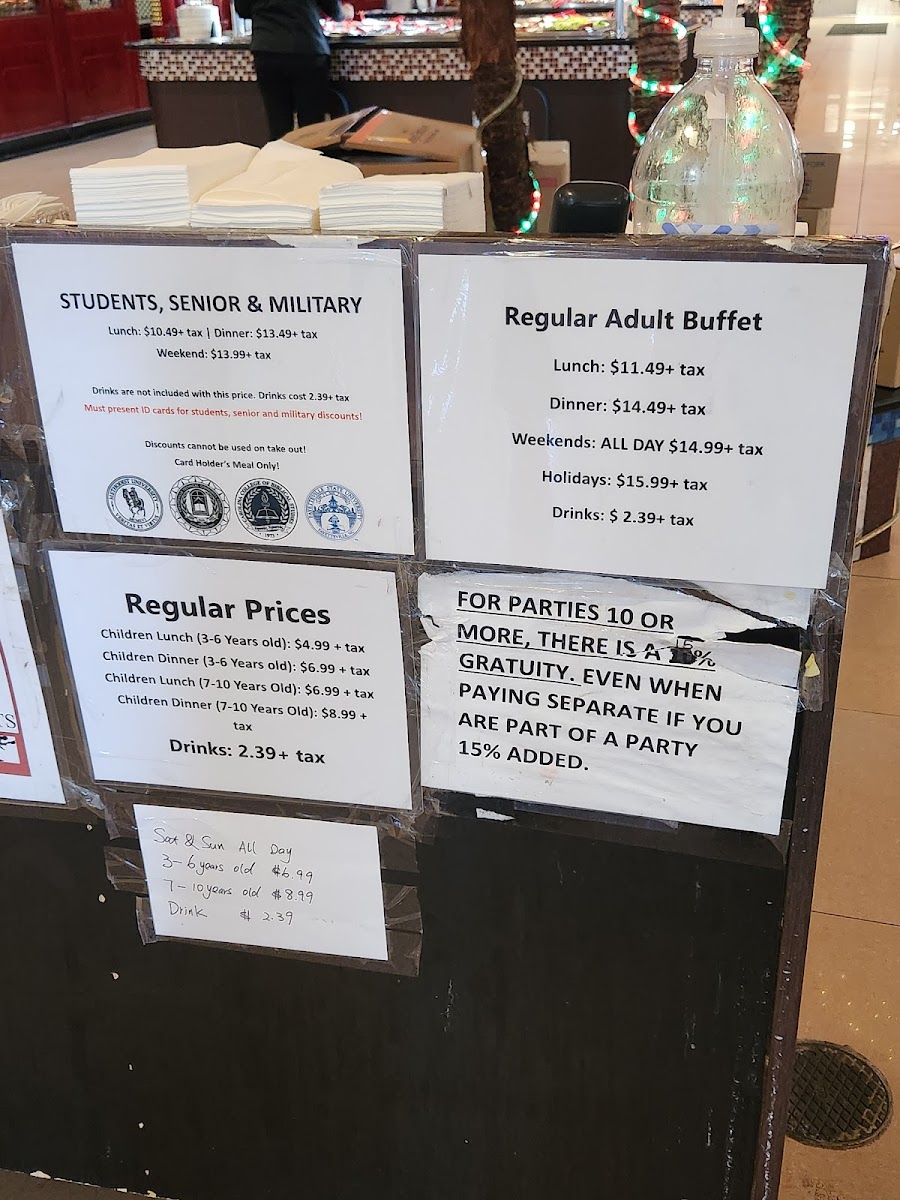 STUDENTS, SENIOR & MILITARY
Lunch: $10.49+ tax | Dinner: $13.49+ tax
Weekend: $13.99+ tax
Drinks are not included with this price. Drinks cost 2.39+ tax
Must present ID cards for students, senior and military discounts!
Discounts cannot be used on take out!
Card Holder's Meal Only!
Regular Adult Buffet
Lunch: $11.49+ tax
Dinner: $14.49+ tax
Weekends: ALL DAY $14.99+ tax
Holidays: $15.99+ tax
Drinks: $ 2.39+ tax
Regular Prices
Children Lunch (3-6 Years old): $4.99 + tax
Children Dinner (3-6 Years old): $6.99 + tax
Children Lunch (7-10 Years Old): $6.99 + tax
Children Dinner (7-10 Years Old): $8.99 +
tax
Drinks: 2.39+ tax
FOR PARTIES 10 OR
MORE, THERE IS A 15%
GRATUITY. EVEN WHEN
PAYING SEPARATE IF YOU
ARE PART OF A PARTY
15% ADDED.
Sat & Sun All Day
3-6 years old $6.99
7-10 years old $8.99
Drink $ 2.39
TS